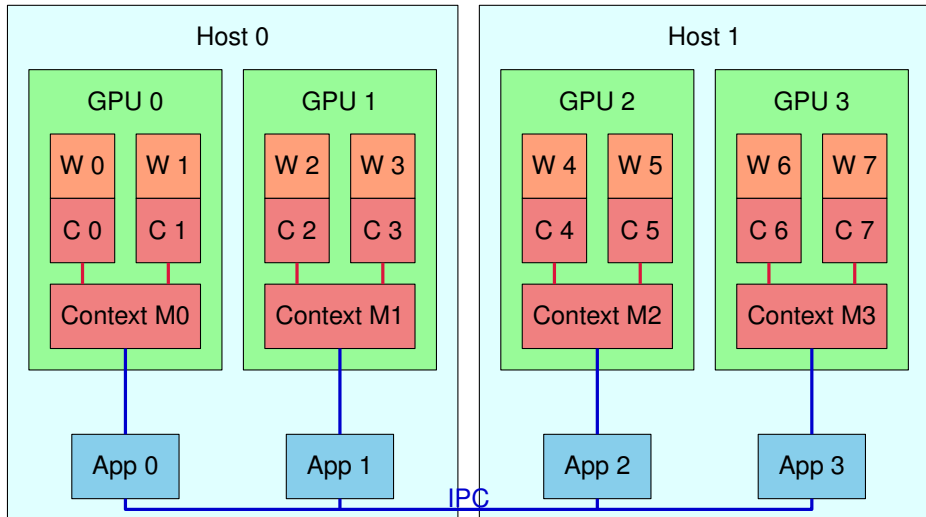 Host 0
Host 1
GPU 0
GPU 1
GPU 2
GPU 3
W 0
W 1
W 2
W 3
W 4
W 5
W 6
W 7
C 0
C 1
C 2
C 3
C 4
C 5
C 6
C 7
Context M0
Context M1
Context M2
Context M3
App 0
App 1
App 2
App 3
IPC